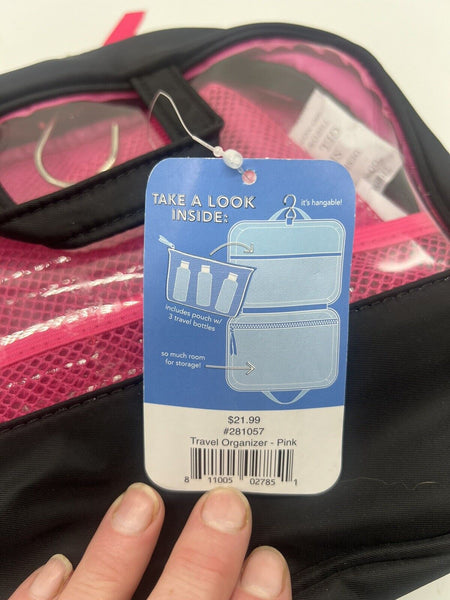 TAKE A LOOK
INSIDE:
it's hangable!
includes pouch w/
3 travel bottles
so much room
for storage!
$21.99
#281057
Travel Organizer - Pink
8 11005 02785 1